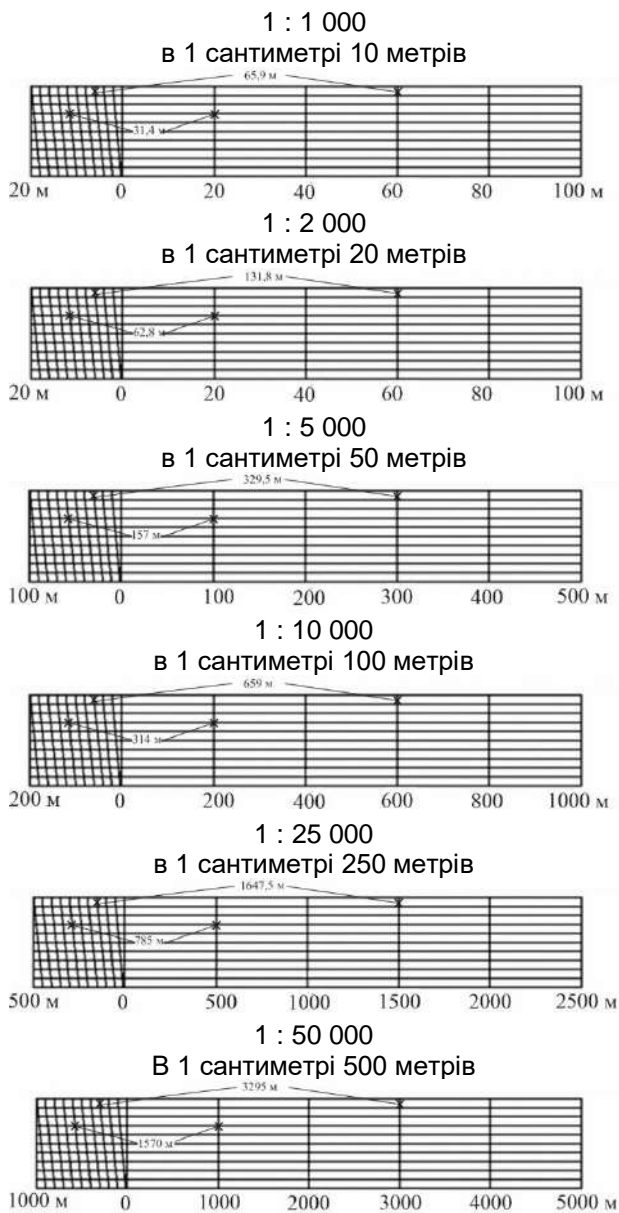 1 : 1 000
в 1 сантиметрі 10 метрів
65,9 м
31,4 м
20 м 0 20 40 60 80 100 м
1 : 2 000
в 1 сантиметрі 20 метрів
131,8 м
62,8 м
20 м 0 20 40 60 80 100 м
1 : 5 000
в 1 сантиметрі 50 метрів
329,5 м
157 м
100 м 0 100 200 300 400 500 м
1 : 10 000
в 1 сантиметрі 100 метрів
659 м
314 м
200 м 0 200 400 600 800 1000 м
1 : 25 000
в 1 сантиметрі 250 метрів
1647,5 м
785 м
500 м 0 500 1000 1500 2000 2500 м
1 : 50 000
В 1 сантиметрі 500 метрів
3295 м
1570 м
1000 м 0 1000 2000 3000 4000 5000 м